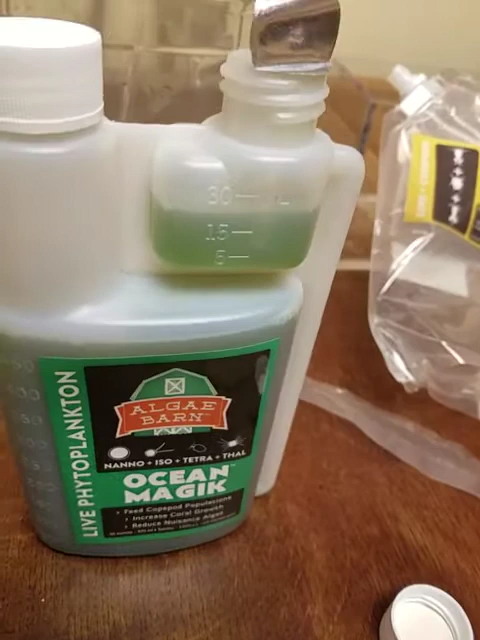 30
15
5
LIVE PHYTOPLANKTON
ALGAE
BARN
NANNO + ISO + TETRA + THAL
OCEAN
MAGIK
Feed Copepod Populations
Increase Coral Growth
Reduce Nuisance Algae